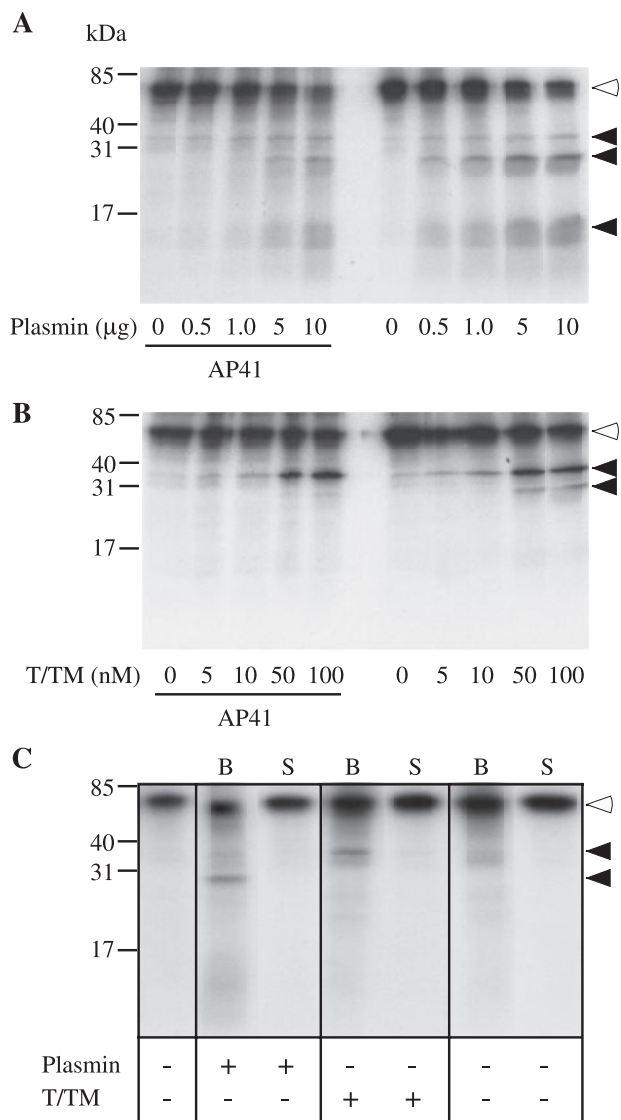 A
kDa
85
40
31
17
Plasmin (μg) 0 0.5 1.0 5 10 0 0.5 1.0 5 10
AP41
B
85
40
31
17
T/TM (nM) 0 5 10 50 100 0 5 10 50 100
AP41
C
B S B S B S
85
40
31
17
Plasmin - + + - - - -
T/TM - - - + + - -